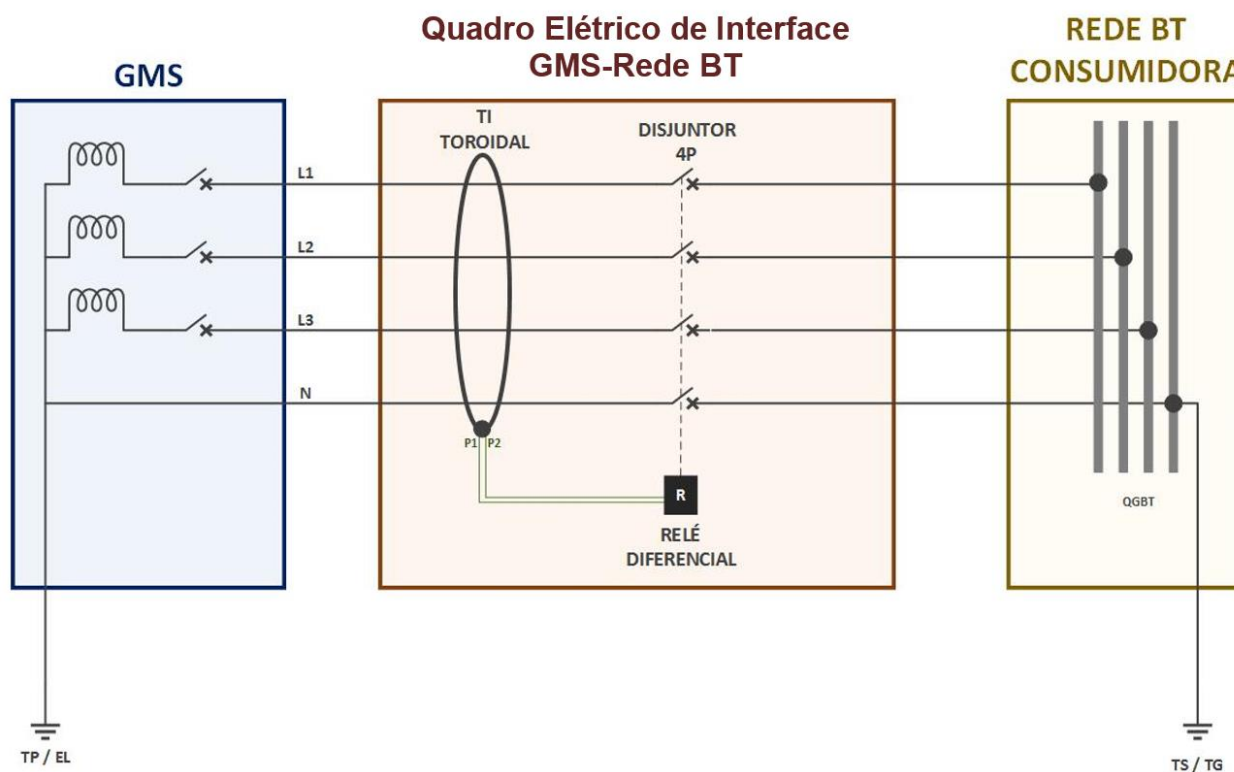 Quadro Elétrico de Interface
GMS-Rede BT
REDE BT
CONSUMIDORA
GMS
TI
TOROIDAL
DISJUNTOR
4P
L1
L2
L3
N
P1 P2
R
RELÉ
DIFERENCIAL
QGBT
TP / EL
TS / TG